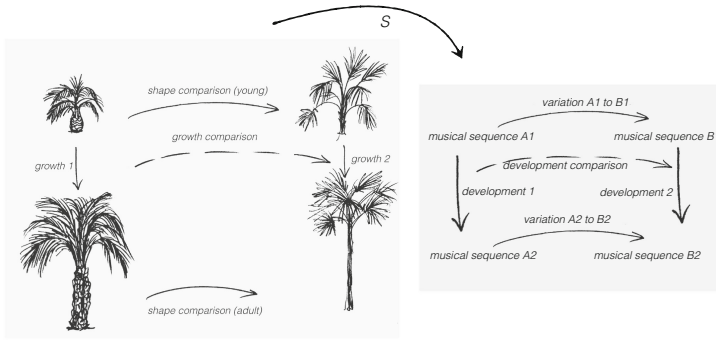 S
shape comparison (young)
growth comparison
growth 1
growth 2
shape comparison (adult)
variation A1 to B1
musical sequence A1
musical sequence B
development comparison
development 1
development 2
variation A2 to B2
musical sequence A2
musical sequence B2